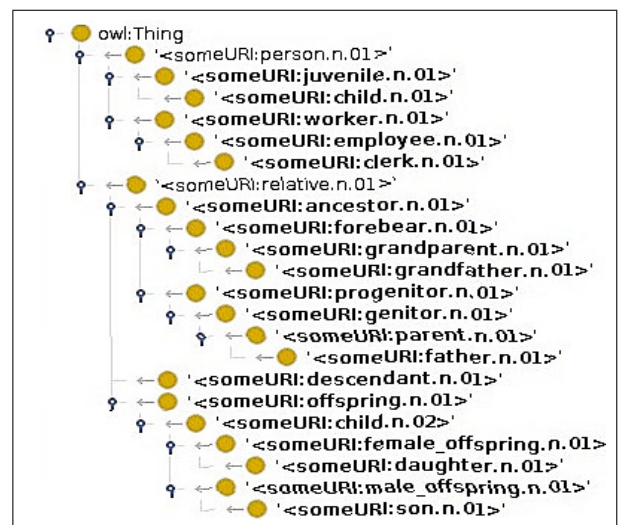 owl:Thing
'<someURI:person.n.01>'
'<someURI:juvenile.n.01>'
'<someURI:child.n.01>'
'<someURI:worker.n.01>'
'<someURI:employee.n.01>'
'<someURI:clerk.n.01>'
'<someURI:relative.n.01>'
'<someURI:ancestor.n.01>'
'<someURI:forebear.n.01>'
'<someURI:grandparent.n.01>'
'<someURI:grandfather.n.01>'
'<someURI:progenitor.n.01>'
'<someURI:genitor.n.01>'
'<someURI:parent.n.01>'
'<someURI:father.n.01>'
'<someURI:descendant.n.01>'
'<someURI:offspring.n.01>'
'<someURI:child.n.02>'
'<someURI:female_offspring.n.01>
'<someURI:daughter.n.01>'
'<someURI:male_offspring.n.01>'
'<someURI:son.n.01>'